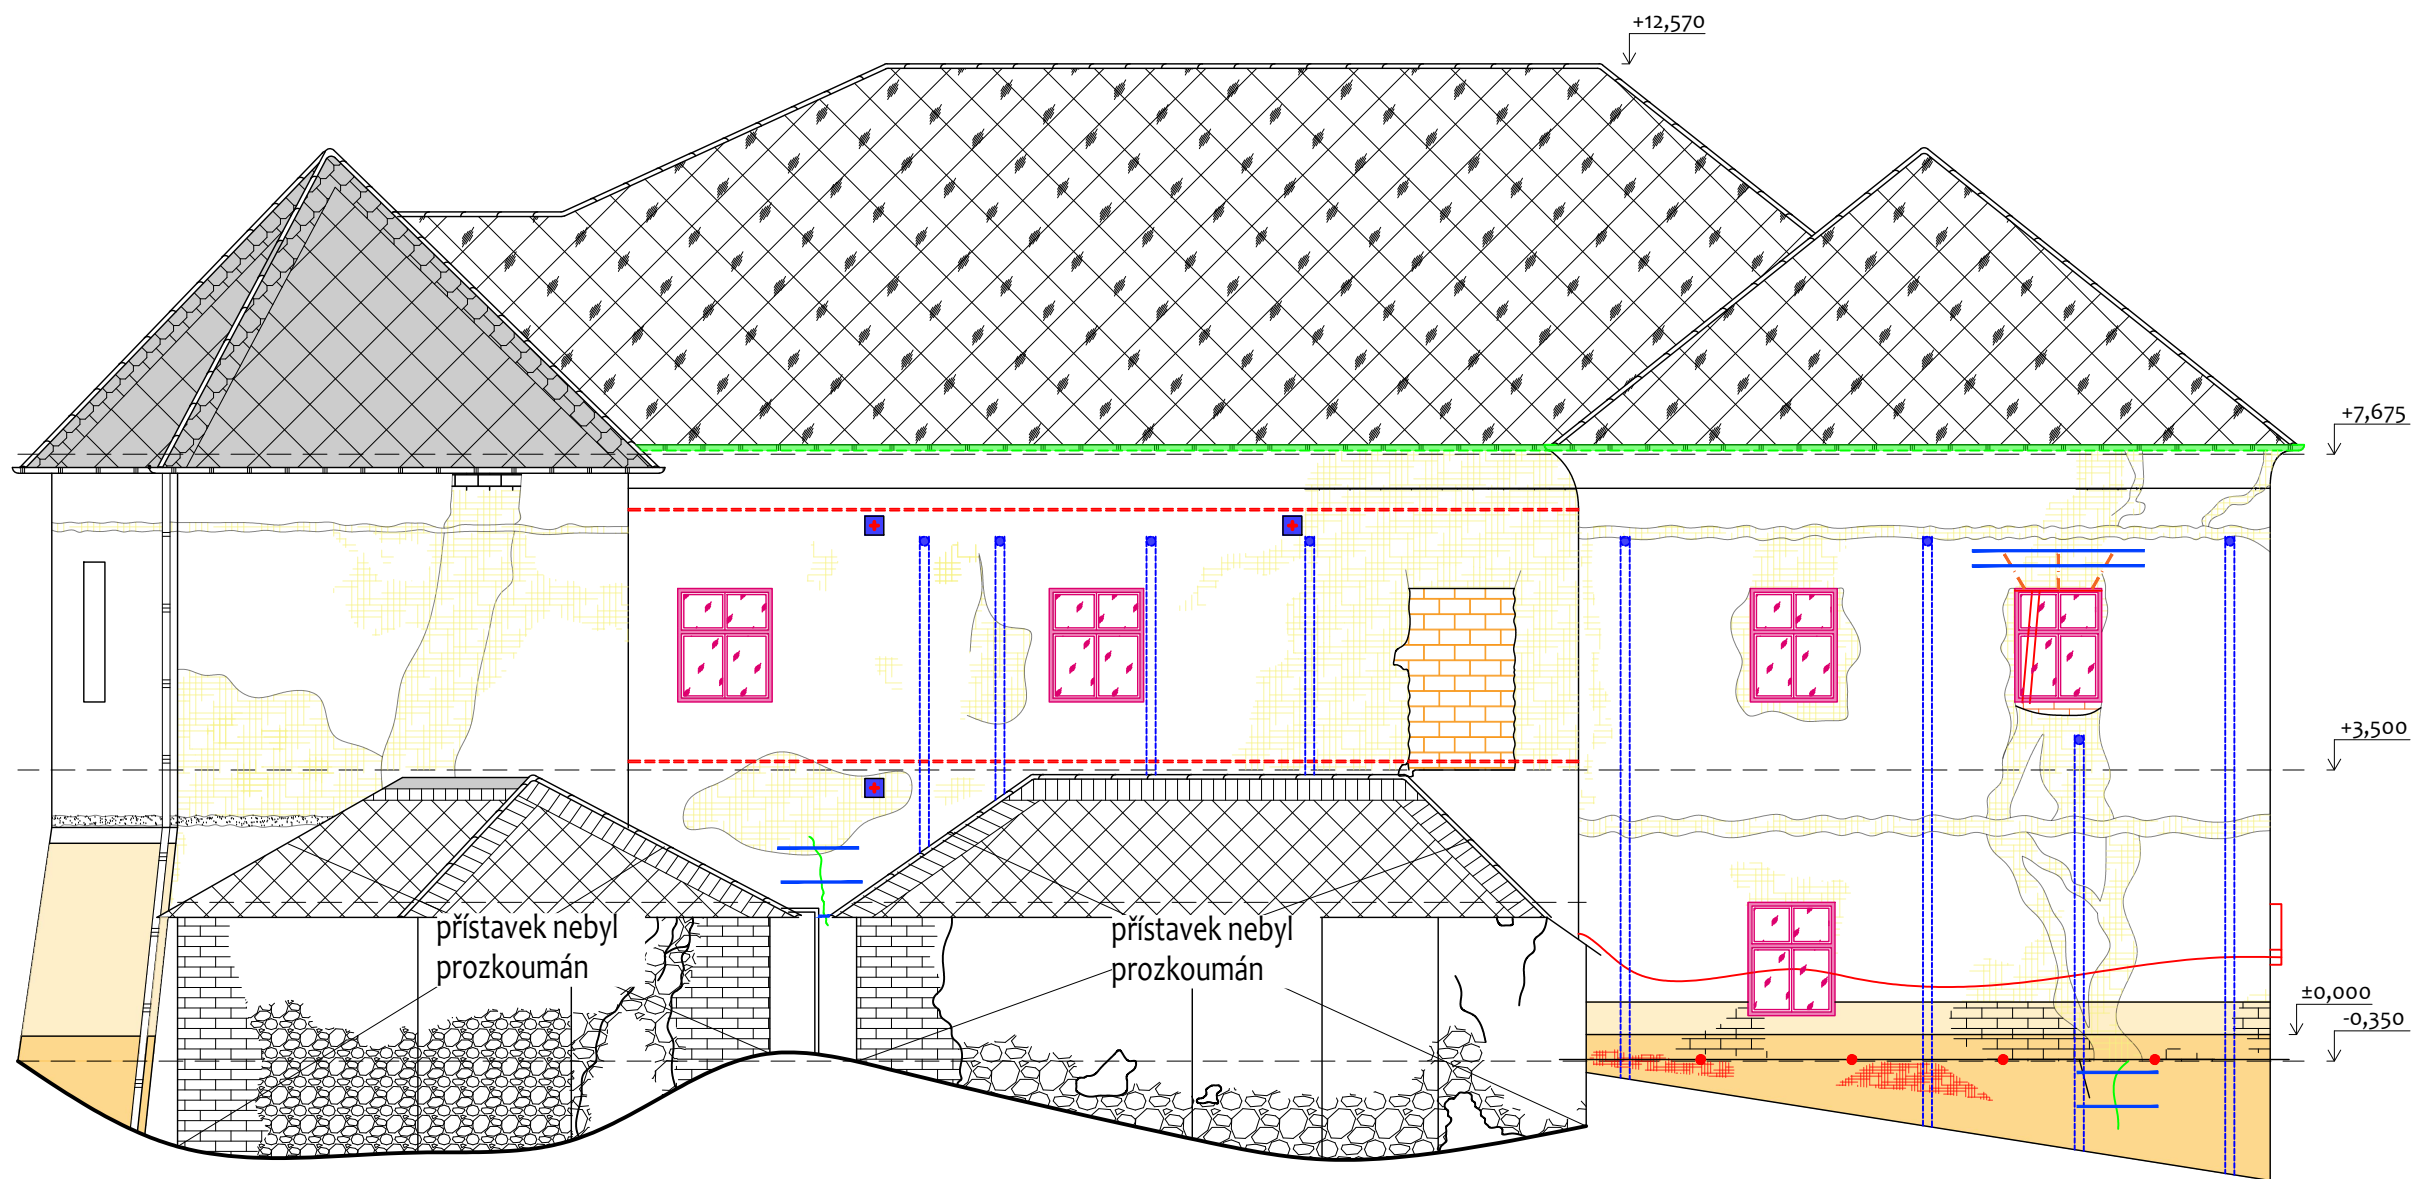 +12,570
+7,675
+3,500
přístavek nebyl
prozkoumán
přístavek nebyl
prozkoumán
±0,000
-0,350